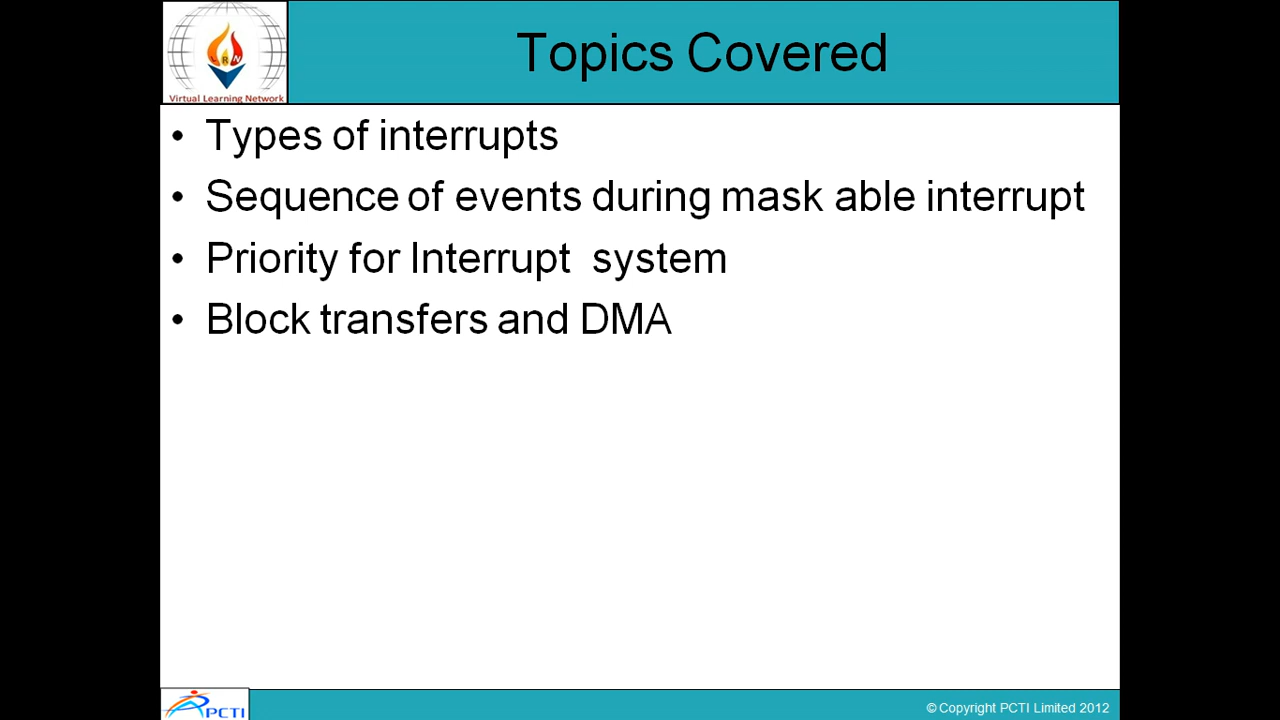 Topics Covered
LRN
Virtual Learning Network
• Types of interrupts
• Sequence of events during mask able interrupt
• Priority for Interrupt  system
• Block transfers and DMA
PCTI
© Copyright PCTI Limited 2012